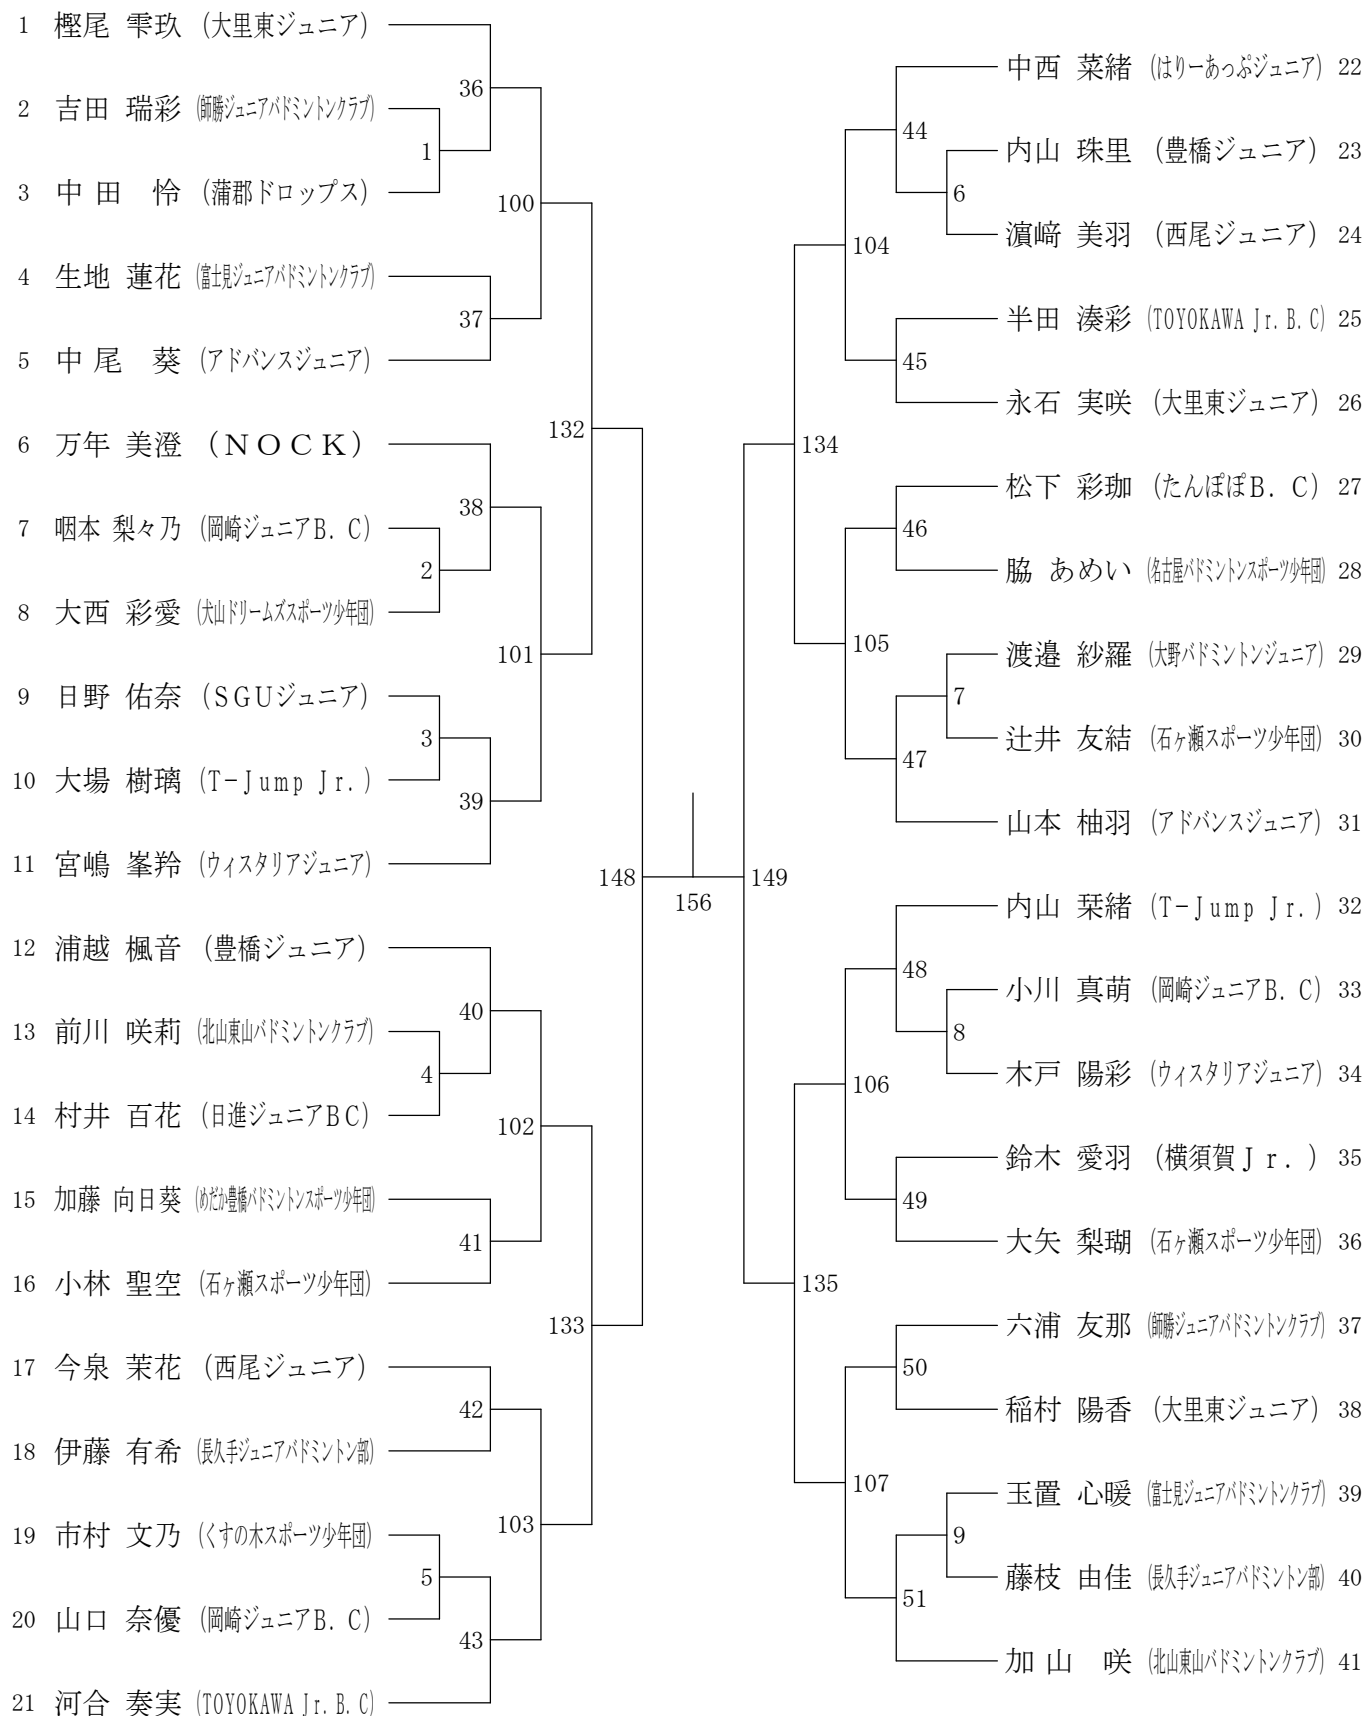 1 樫尾 雫玖 (大里東ジュニア)
2 吉田 瑞彩 (師勝ジュニアバドミントンクラブ)
3 中田 怜 (蒲郡ドロップス)
4 生地 蓮花 (富士見ジュニアバドミントンクラブ)
5 中尾 葵 (アドバンスジュニア)
6 万年 美澄 (NOCK)
7 咽本 梨々乃 (岡崎ジュニアB.C)
8 大西 彩愛 (犬山ドリームズスポーツ少年団)
9 日野 佑奈 (SGUジュニア)
10 大場 樹璃 (T-Jump Jr.)
11 宮嶋 峯羚 (ウィスタリアジュニア)
12 浦越 楓音 (豊橋ジュニア)
13 前川 咲莉 (北山東山バドミントンクラブ)
14 村井 百花 (日進ジュニアBC)
15 加藤 向日葵 (めだか豊橋バドミントンスポーツ少年団)
16 小林 聖空 (石ヶ瀬スポーツ少年団)
17 今泉 茉花 (西尾ジュニア)
18 伊藤 有希 (長久手ジュニアバドミントン部)
19 市村 文乃 (くすの木スポーツ少年団)
20 山口 奈優 (岡崎ジュニアB.C)
21 河合 奏実 (TOYOKAWA Jr.B.C)
36
1
100
37
132
38
2
101
3
39
148
40
4
102
41
133
42
103
5
43
156
149
44
6
104
45
134
46
105
7
47
48
8
106
49
135
50
107
9
51
中西 菜緒 (はりーあっぷジュニア) 22
内山 珠里 (豊橋ジュニア) 23
濵﨑 美羽 (西尾ジュニア) 24
半田 湊彩 (TOYOKAWA Jr.B.C) 25
永石 実咲 (大里東ジュニア) 26
松下 彩珈 (たんぽぽB.C) 27
脇 あめい (名古屋バドミントンスポーツ少年団) 28
渡邉 紗羅 (大野バドミントンジュニア) 29
辻井 友結 (石ヶ瀬スポーツ少年団) 30
山本 柚羽 (アドバンスジュニア) 31
内山 栞緒 (T-Jump Jr.) 32
小川 真萌 (岡崎ジュニアB.C) 33
木戸 陽彩 (ウィスタリアジュニア) 34
鈴木 愛羽 (横須賀Jr.) 35
大矢 梨瑚 (石ヶ瀬スポーツ少年団) 36
六浦 友那 (師勝ジュニアバドミントンクラブ) 37
稲村 陽香 (大里東ジュニア) 38
玉置 心暖 (富士見ジュニアバドミントンクラブ) 39
藤枝 由佳 (長久手ジュニアバドミントン部) 40
加山 咲 (北山東山バドミントンクラブ) 41